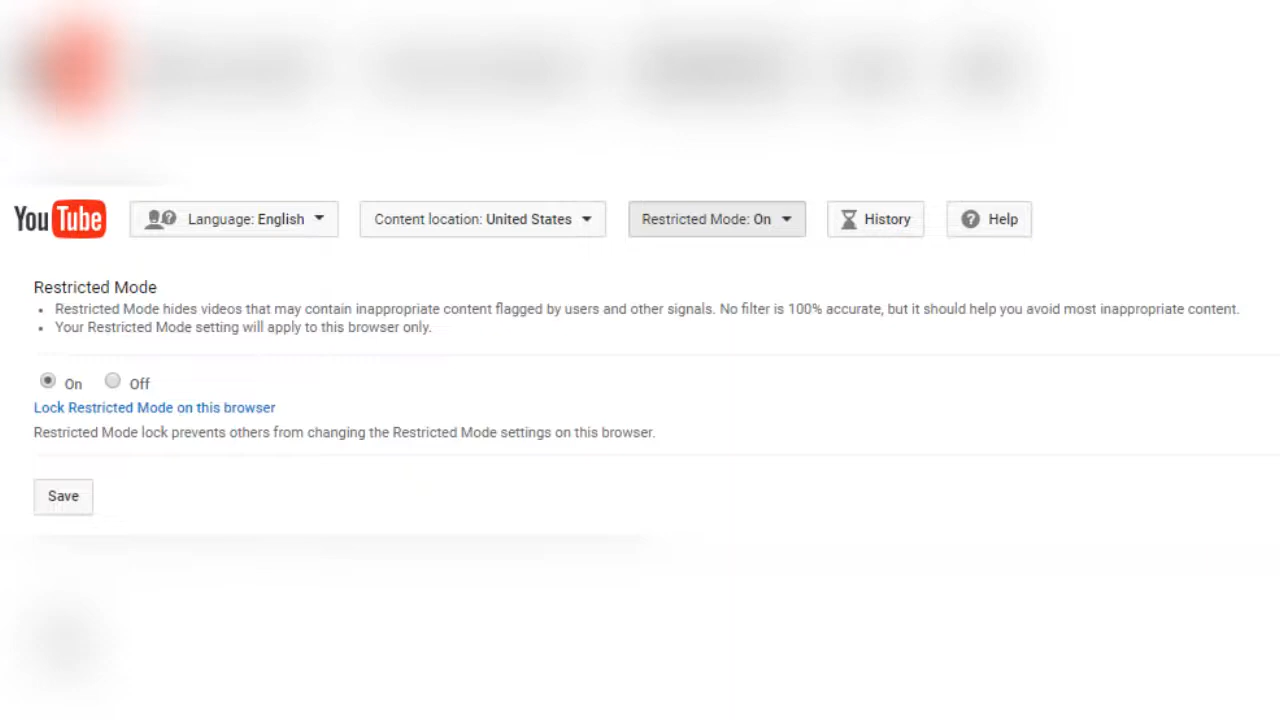 YouTube Language: English Content location: United States Restricted Mode: On History Help
Restricted Mode
• Restricted Mode hides videos that may contain inappropriate content flagged by users and other signals. No filter is 100% accurate, but it should help you avoid most inappropriate content.
• Your Restricted Mode setting will apply to this browser only.
On Off
Lock Restricted Mode on this browser
Restricted Mode lock prevents others from changing the Restricted Mode settings on this browser.
Save